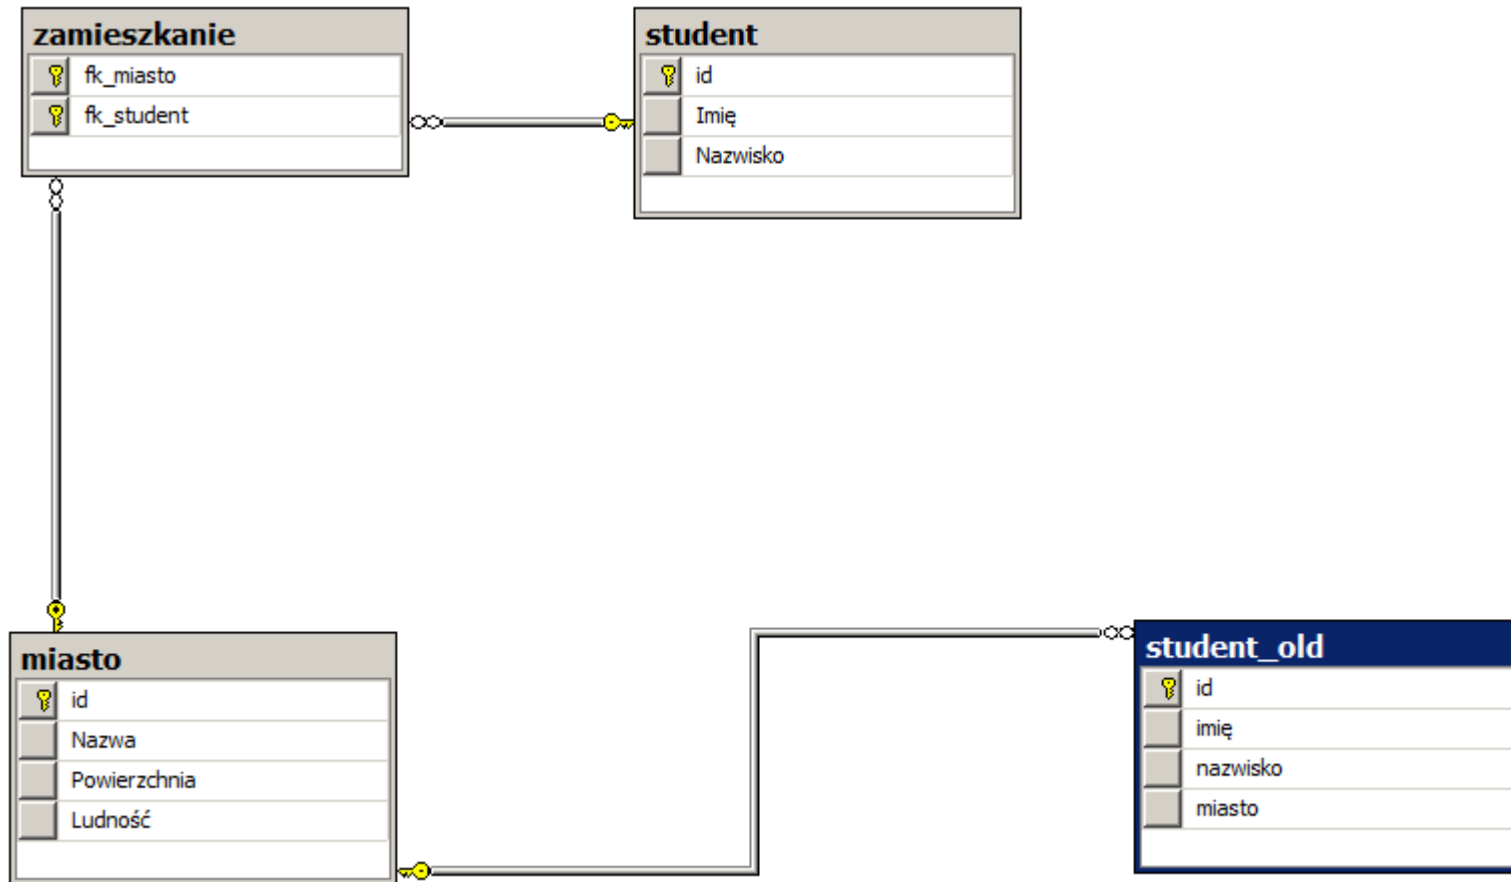 zamieszkanie
fk_miasto
fk_student
student
id
Imię
Nazwisko
miasto
id
Nazwa
Powierzchnia
Ludność
student_old
id
imię
nazwisko
miasto